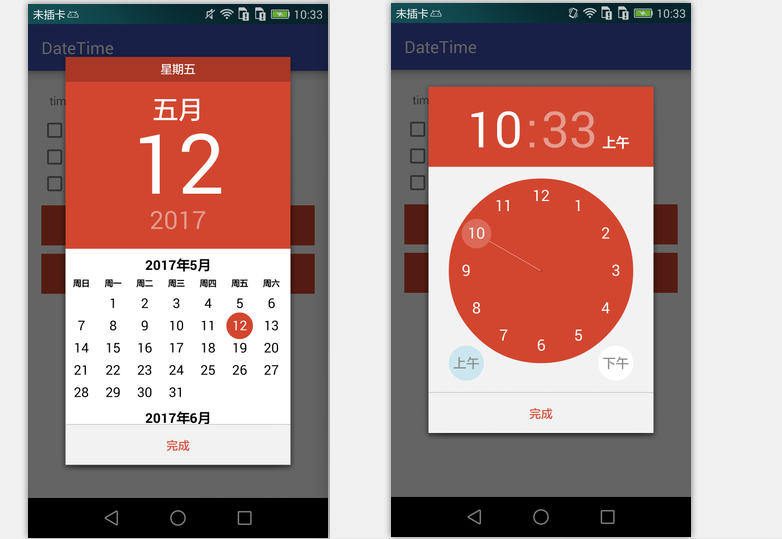 未插卡
10:33
DateTime
星期五
五月
12
2017
tim
2017年5月
周日 周一 周二 周三 周四 周五 周六
1 2 3 4 5 6
7 8 9 10 11 12 13
14 15 16 17 18 19 20
21 22 23 24 25 26 27
28 29 30 31
2017年6月
完成
未插卡
10:33
DateTime
10:33 上午
tim
12
11 1
10 2
9 3
8 4
7 5
6
上午 下午
完成